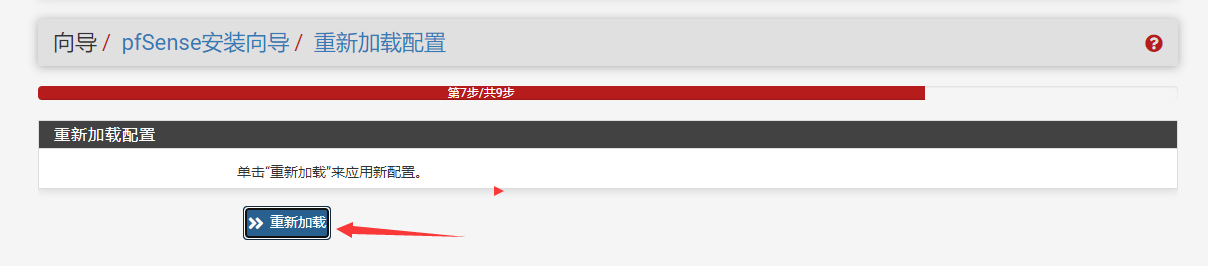 向导 / pfSense安装向导 / 重新加载配置
第7步/共9步
重新加载配置
单击“重新加载”来应用新配置。
重新加载